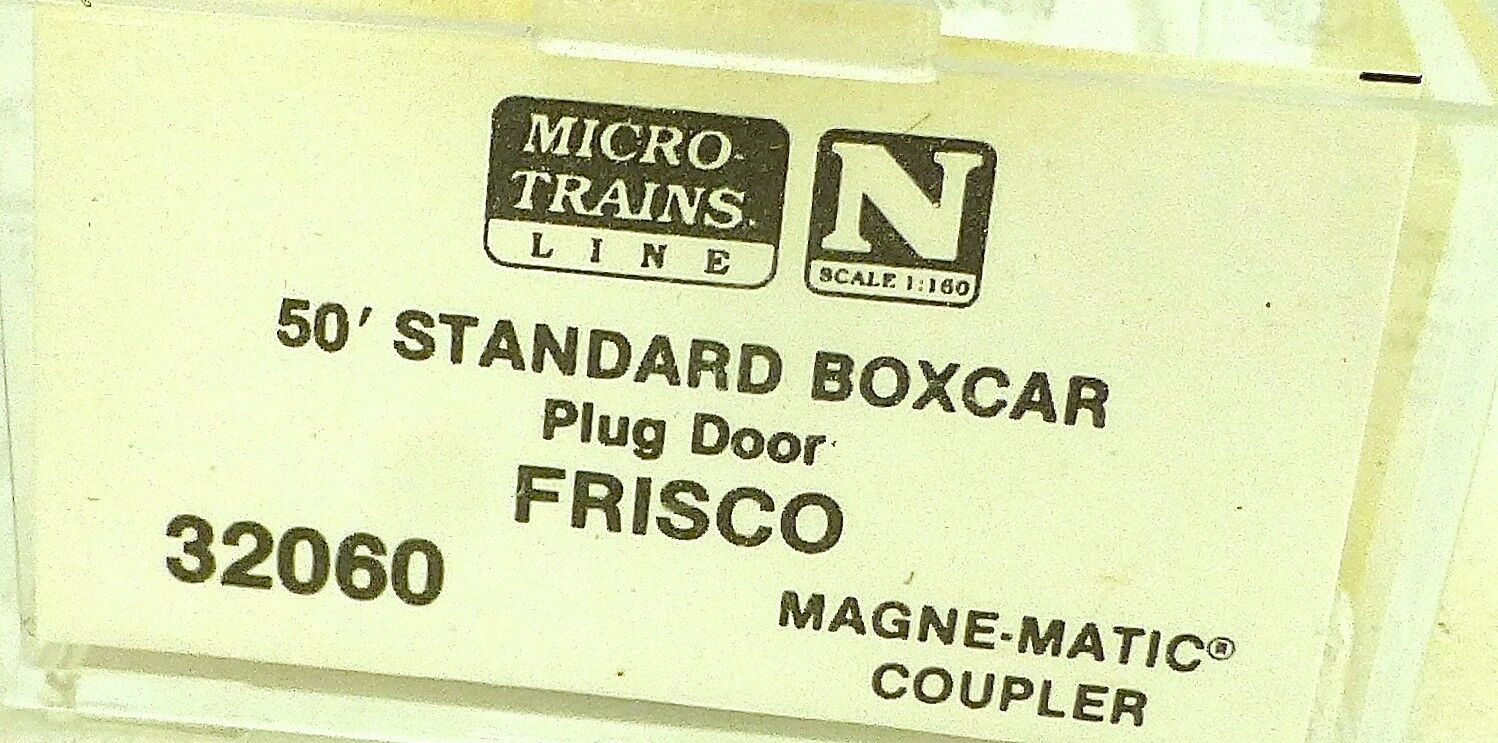 MICRO-
TRAINS
LINE
N
SCALE 1:160
50' STANDARD BOXCAR
Plug Door
FRISCO
32060
MAGNE-MATIC®
COUPLER